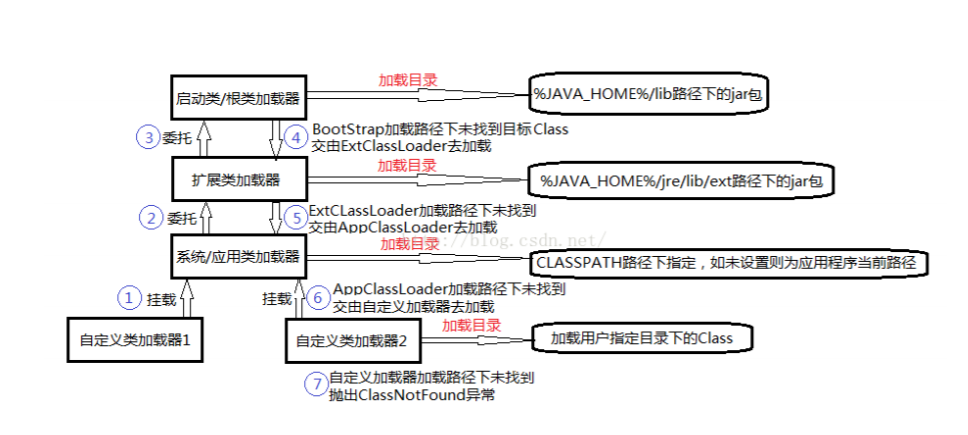 加载目录
启动类/根类加载器
%JAVA_HOME%/lib路径下的jar包
③ 委托
④ BootStrap加载路径下未找到目标Class
交由ExtClassLoader去加载
加载目录
扩展类加载器
%JAVA_HOME%/jre/lib/ext路径下的jar包
② 委托
⑤ ExtCLassLoader加载路径下未找到
交由AppClassLoader去加载
://blog.csdn.net/
加载目录
系统/应用类加载器
CLASSPATH路径下指定，如未设置则为应用程序当前路径
① 挂载
挂载
⑥ AppClassLoader加载路径下未找到
交由自定义加载器去加载
加载目录
自定义类加载器1
自定义类加载器2
加载用户指定目录下的Class
⑦ 自定义加载器加载路径下未找到
抛出ClassNotFound异常